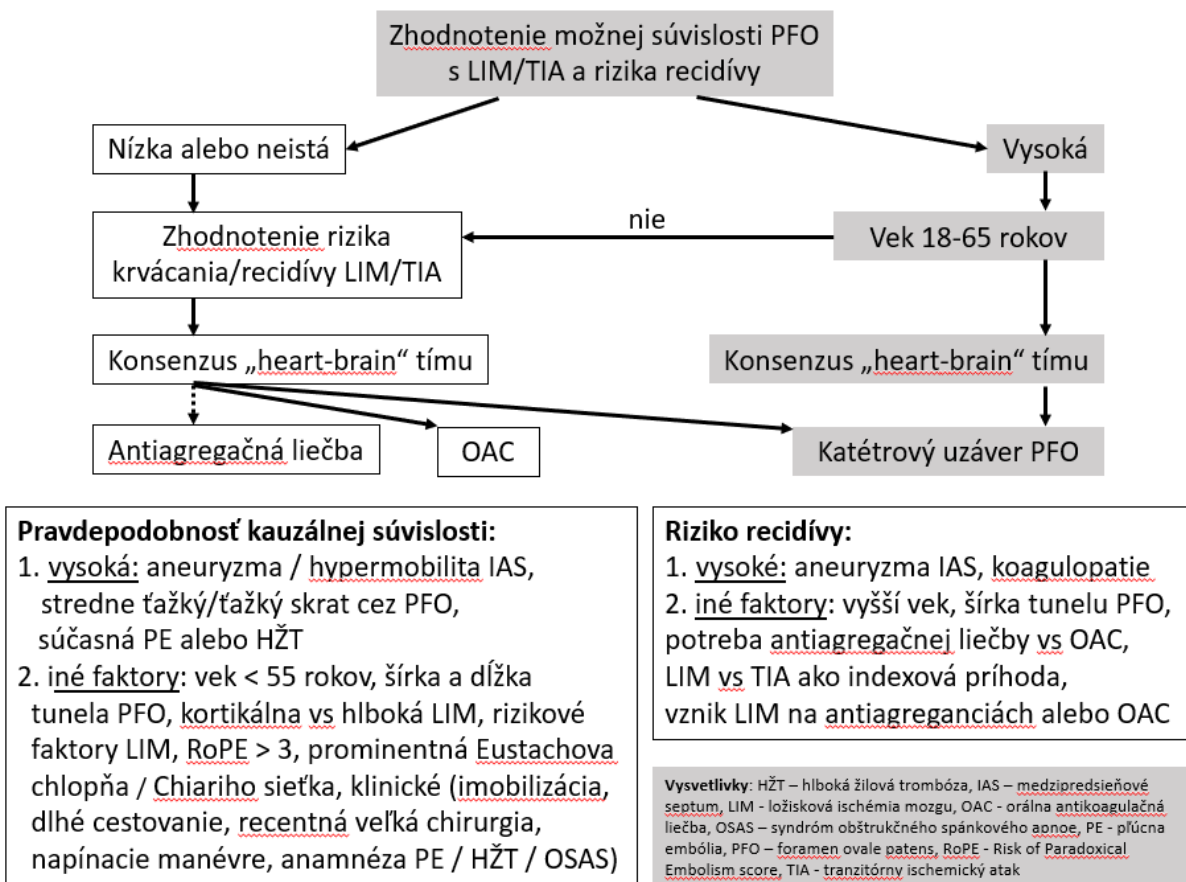 Zhodnotenie možnej súvislosti PFO
s LIM/TIA a rizika recidívy
Nízka alebo neistá
Vysoká
Zhodnotenie rizika
krvácania/recidívy LIM/TIA
nie
Vek 18-65 rokov
Konsenzus „heart-brain“ tímu
Konsenzus „heart-brain“ tímu
Antiagregačná liečba
OAC
Katétrový uzáver PFO
Pravdepodobnosť kauzálnej súvislosti:
1. vysoká: aneuryzma / hypermobilita IAS,
stredne ťažký/ťažký skrat cez PFO,
súčasná PE alebo HŽT
2. iné faktory: vek < 55 rokov, šírka a dĺžka
tunela PFO, kortikálna vs hlboká LIM, rizikové
faktory LIM, RoPE > 3, prominentná Eustachova
chlopňa / Chiariho sieťka, klinické (imobilizácia,
dlhé cestovanie, recentná veľká chirurgia,
napínacie manévre, anamnéza PE / HŽT / OSAS)
Riziko recidívy:
1. vysoké: aneuryzma IAS, koagulopatie
2. iné faktory: vyšší vek, šírka tunelu PFO,
potreba antiagregačnej liečby vs OAC,
LIM vs TIA ako indexová príhoda,
vznik LIM na antiagreganciách alebo OAC
Vysvetlivky: HŽT – hlboká žilová trombóza, IAS – medzipredsieňové
septum, LIM - ložisková ischémia mozgu, OAC - orálna antikoagulačná
liečba, OSAS – syndróm obštrukčného spánkového apnoe, PE - pľúcna
embólia, PFO – foramen ovale patens, RoPE - Risk of Paradoxical
Embolism score, TIA - tranzitórny ischemický atak